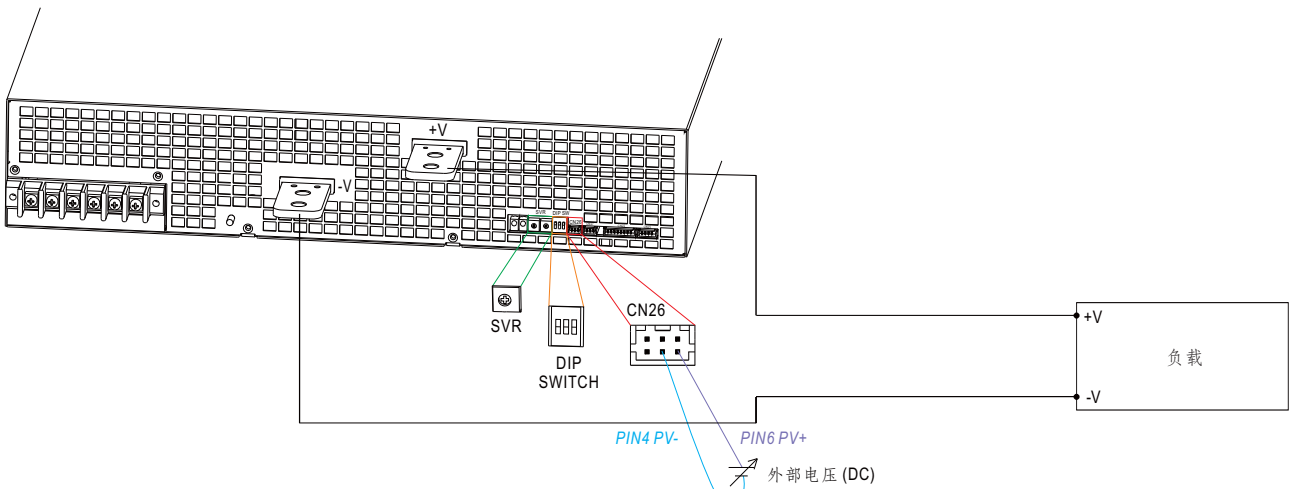 +V
-V
SVR
DIP SW
CN26
SVR
DIP
SWITCH
CN26
+V
负载
-V
PIN4 PV-
PIN6 PV+
外部电压 (DC)